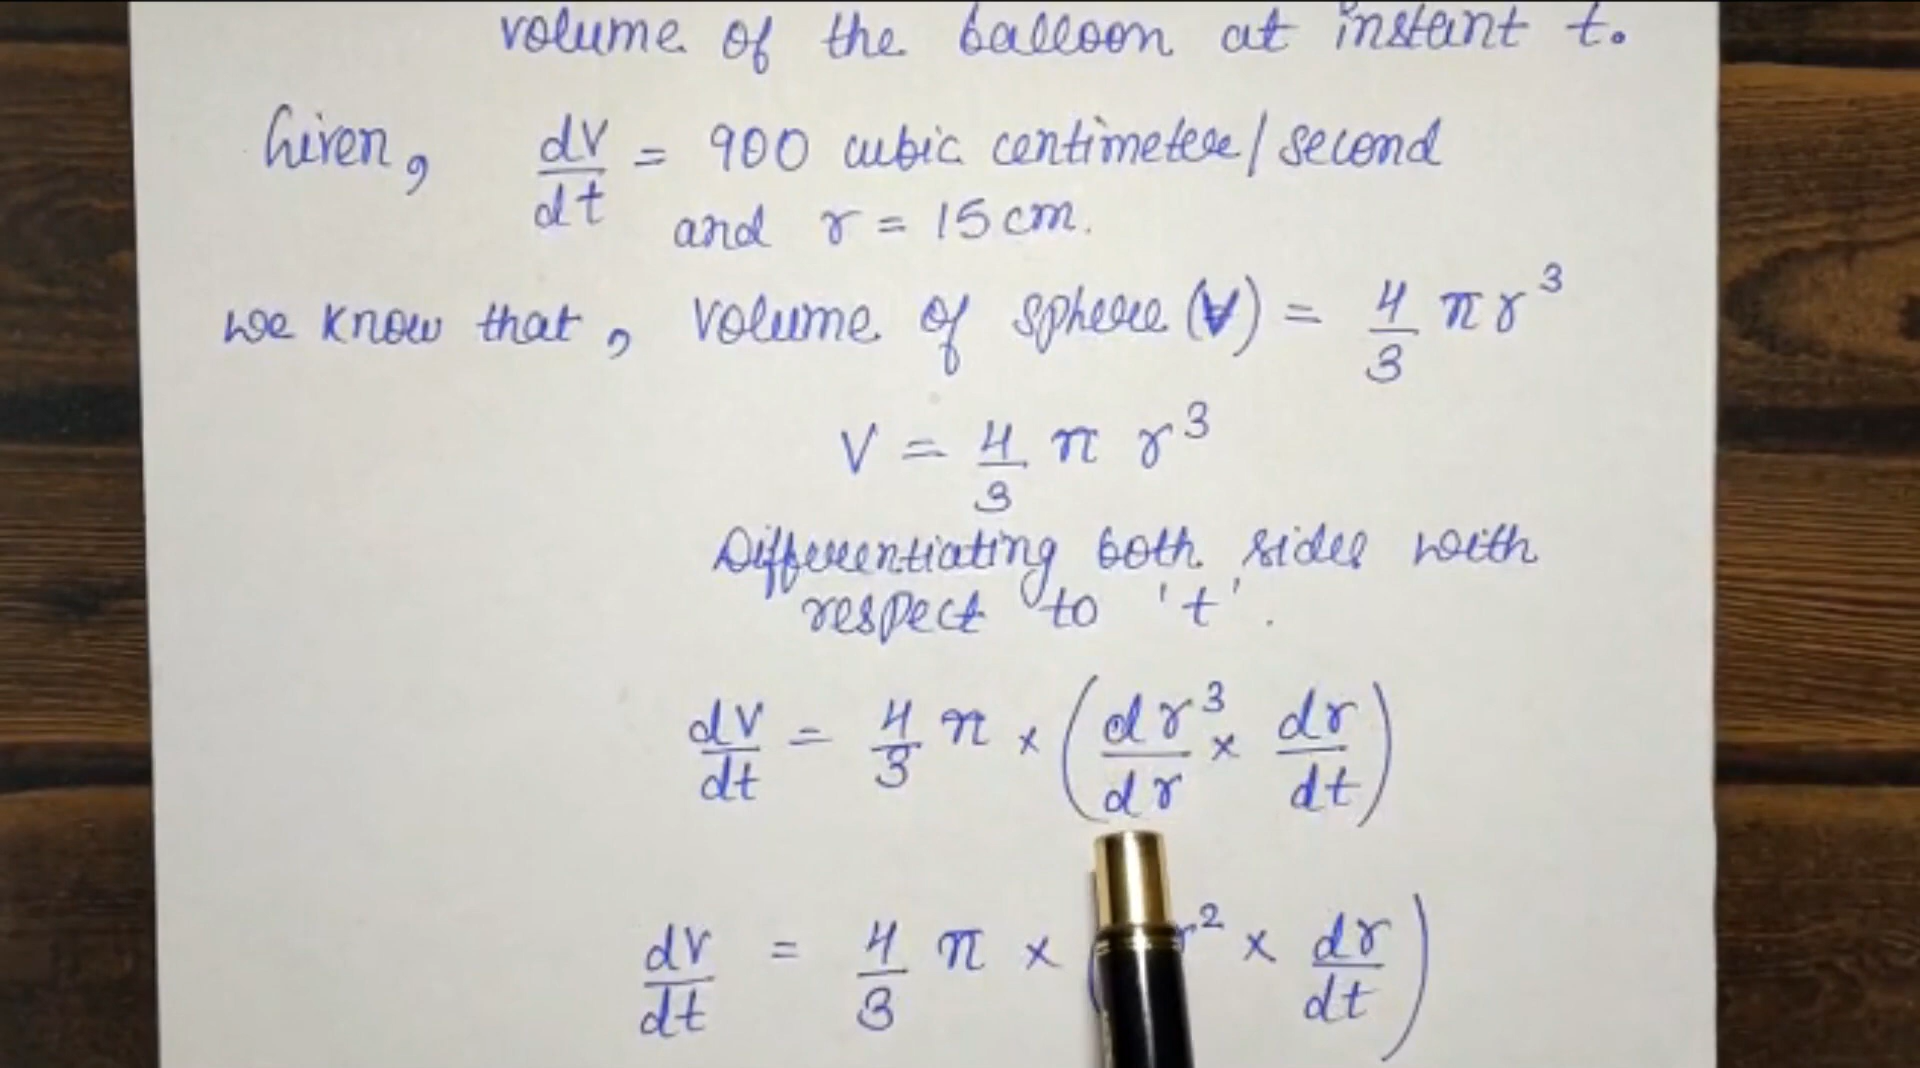 volume of the balloon at instant t.
Given, dV/dt = 900 cubic centimetere/second
and r = 15 cm.
we know that, volume of sphere (V) = 4/3 π r³
V = 4/3 π r³
Differentiating both sides with
respect to 't'.
dV/dt = 4/3 π × (dr³/dr × dr/dt)
dV/dt = 4/3 π × ( r² × dr/dt)